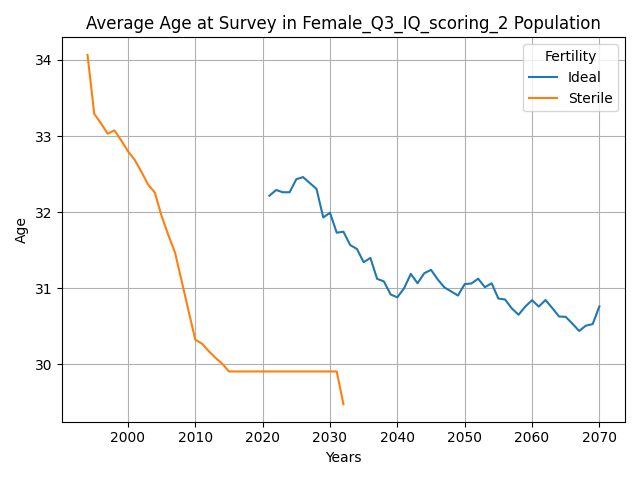 Average Age at Survey in Female_Q3_IQ_scoring_2 Population
Fertility
Ideal
Sterile
Age
34
33
32
31
30
2000 2010 2020 2030 2040 2050 2060 2070
Years